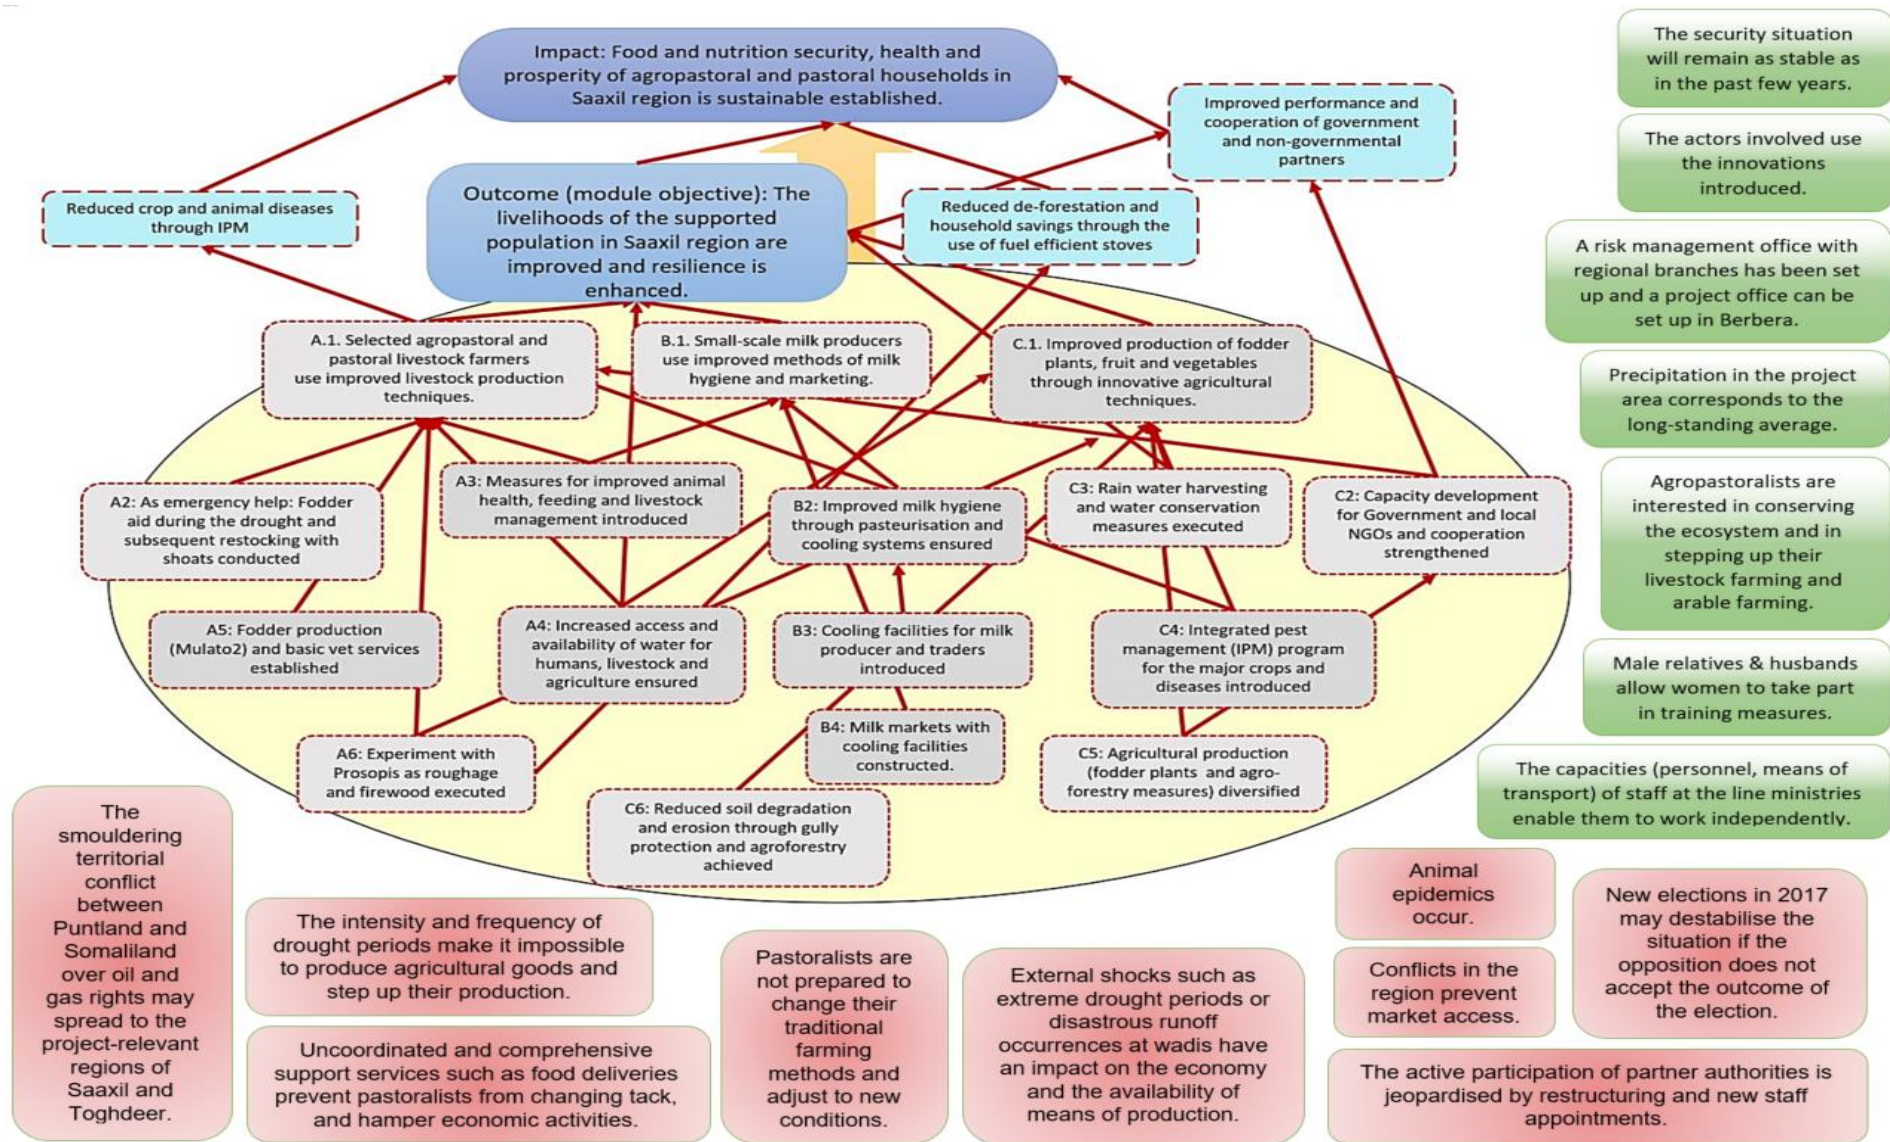 Impact: Food and nutrition security, health and
prosperity of agropastoral and pastoral households in
Saaxil region is sustainable established.
Improved performance and
cooperation of government
and non-governmental
partners
Reduced crop and animal diseases
through IPM
Outcome (module objective): The
livelihoods of the supported
population in Saaxil region are
improved and resilience is
enhanced.
Reduced de-forestation and
household savings through the
use of fuel efficient stoves
A.1. Selected agropastoral and
pastoral livestock farmers
use improved livestock production
techniques.
B.1. Small-scale milk producers
use improved methods of milk
hygiene and marketing.
C.1. Improved production of fodder
plants, fruit and vegetables
through innovative agricultural
techniques.
A2: As emergency help: Fodder
aid during the drought and
subsequent restocking with
shoats conducted
A3: Measures for improved animal
health, feeding and livestock
management introduced
B2: Improved milk hygiene
through pasteurisation and
cooling systems ensured
C3: Rain water harvesting
and water conservation
measures executed
C2: Capacity development
for Government and local
NGOs and cooperation
strengthened
A5: Fodder production
(Mulato2) and basic vet services
established
A4: Increased access and
availability of water for
humans, livestock and
agriculture ensured
B3: Cooling facilities for milk
producer and traders
introduced
C4: Integrated pest
management (IPM) program
for the major crops and
diseases introduced
A6: Experiment with
Prosopis as roughage
and firewood executed
B4: Milk markets with
cooling facilities
constructed.
C5: Agricultural production
(fodder plants and agro-
forestry measures) diversified
C6: Reduced soil degradation
and erosion through gully
protection and agroforestry
achieved
The security situation
will remain as stable as
in the past few years.
The actors involved use
the innovations
introduced.
A risk management office with
regional branches has been set
up and a project office can be
set up in Berbera.
Precipitation in the project
area corresponds to the
long-standing average.
Agropastoralists are
interested in conserving
the ecosystem and in
stepping up their
livestock farming and
arable farming.
Male relatives & husbands
allow women to take part
in training measures.
The capacities (personnel, means of
transport) of staff at the line ministries
enable them to work independently.
The
smouldering
territorial
conflict
between
Puntland and
Somaliland
over oil and
gas rights may
spread to the
project-relevant
regions of
Saaxil and
Toghdeer.
The intensity and frequency of
drought periods make it impossible
to produce agricultural goods and
step up their production.
Uncoordinated and comprehensive
support services such as food deliveries
prevent pastoralists from changing tack,
and hamper economic activities.
Pastoralists are
not prepared to
change their
traditional
farming
methods and
adjust to new
conditions.
External shocks such as
extreme drought periods or
disastrous runoff
occurrences at wadis have
an impact on the economy
and the availability of
means of production.
Animal
epidemics
occur.
Conflicts in the
region prevent
market access.
New elections in 2017
may destabilise the
situation if the
opposition does not
accept the outcome of
the election.
The active participation of partner authorities is
jeopardised by restructuring and new staff
appointments.